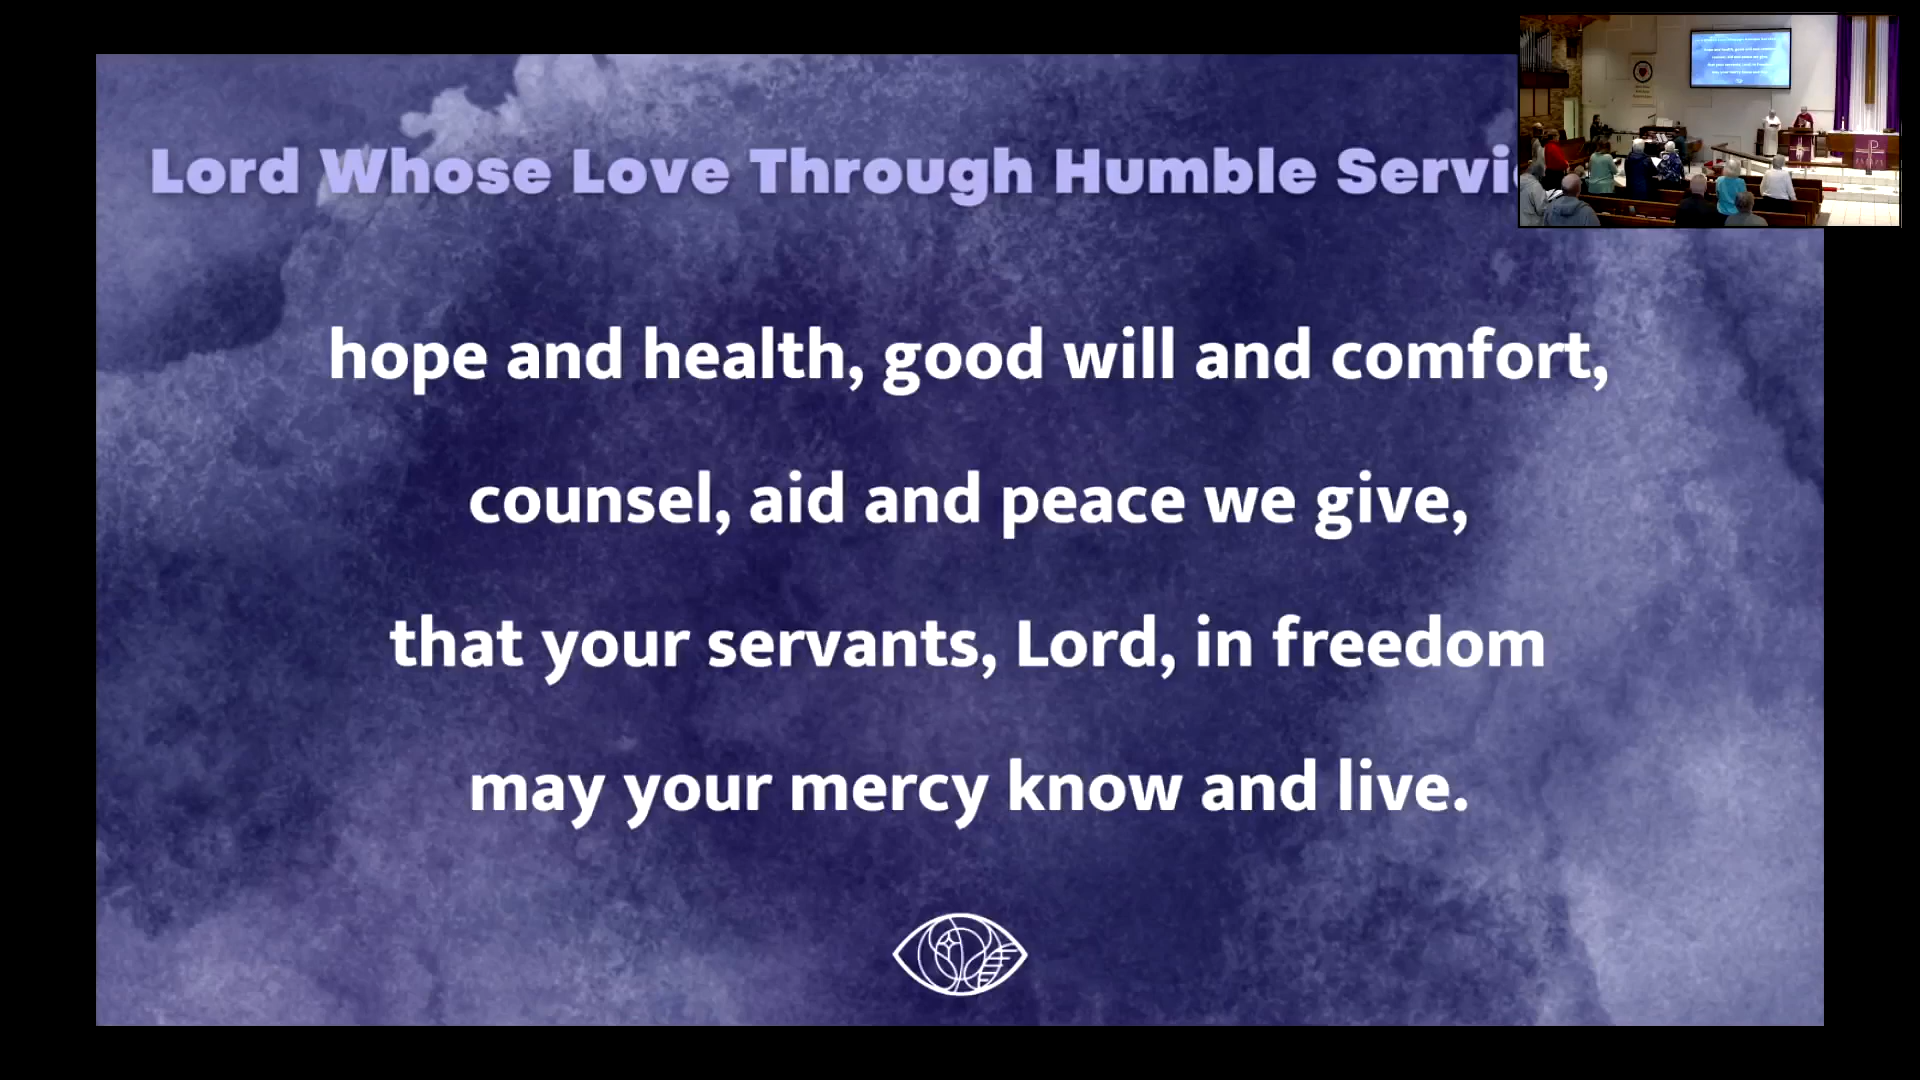 Lord Whose Love Through Humble Servi
hope and health, good will and comfort,
counsel, aid and peace we give,
that your servants, Lord, in freedom
may your mercy know and live.